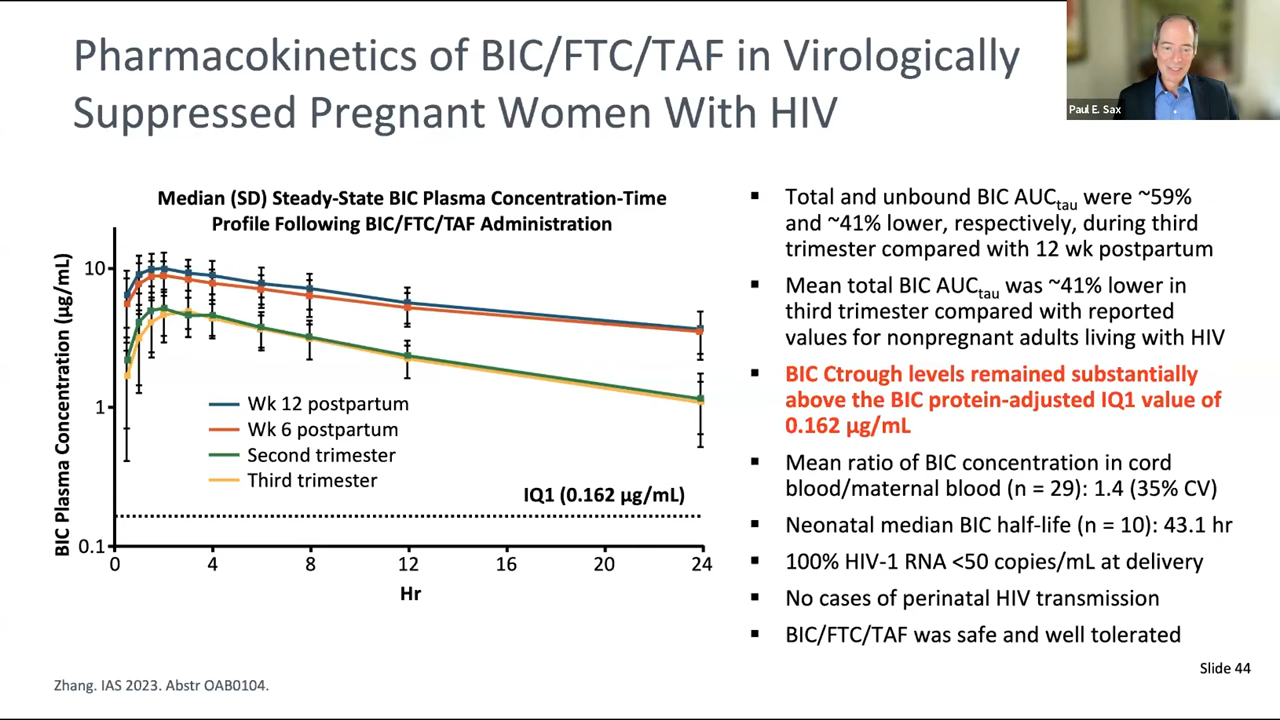 Pharmacokinetics of BIC/FTC/TAF in Virologically
Suppressed Pregnant Women With HIV
Paul E. Sax
Median (SD) Steady-State BIC Plasma Concentration-Time
Profile Following BIC/FTC/TAF Administration
BIC Plasma Concentration (µg/mL)
10
1
0.1
Wk 12 postpartum
Wk 6 postpartum
Second trimester
Third trimester
IQ1 (0.162 µg/mL)
0 4 8 12 16 20 24
Hr
▪ Total and unbound BIC AUCtau were ~59%
and ~41% lower, respectively, during third
trimester compared with 12 wk postpartum
▪ Mean total BIC AUCtau was ~41% lower in
third trimester compared with reported
values for nonpregnant adults living with HIV
▪ BIC Ctrough levels remained substantially
above the BIC protein-adjusted IQ1 value of
0.162 µg/mL
▪ Mean ratio of BIC concentration in cord
blood/maternal blood (n = 29): 1.4 (35% CV)
▪ Neonatal median BIC half-life (n = 10): 43.1 hr
▪ 100% HIV-1 RNA <50 copies/mL at delivery
▪ No cases of perinatal HIV transmission
▪ BIC/FTC/TAF was safe and well tolerated
Slide 44
Zhang. IAS 2023. Abstr OAB0104.